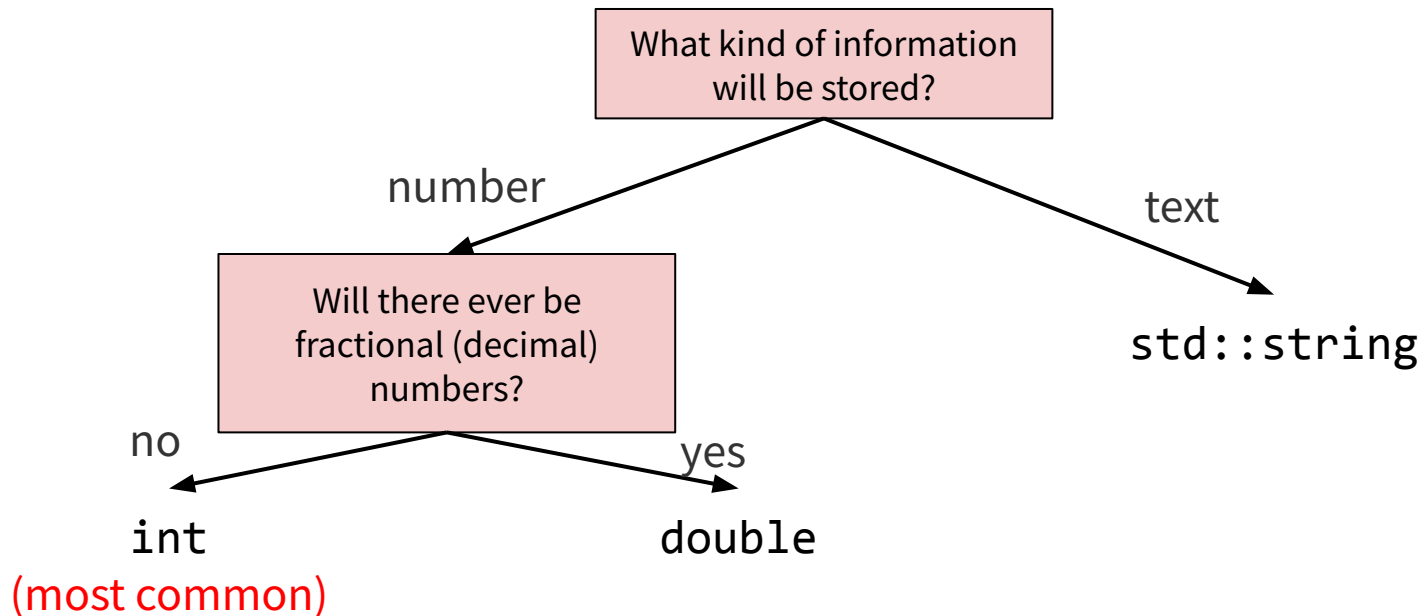 What kind of information
will be stored?
number
text
Will there ever be
fractional (decimal)
numbers?
std::string
no
yes
int
double
(most common)